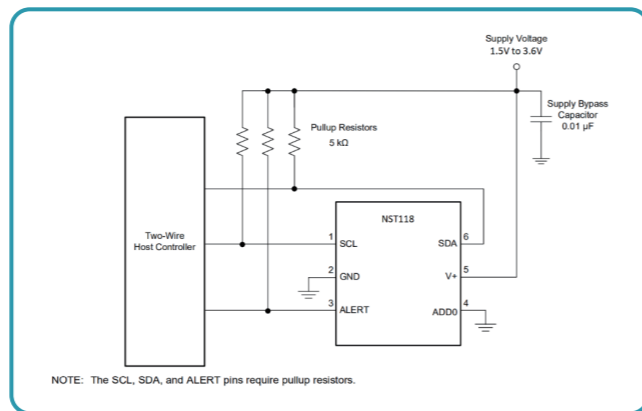 Supply Voltage
1.5V to 3.6V
Supply Bypass
Capacitor
0.01 µF
Pullup Resistors
5 kΩ
Two-Wire
Host Controller
NST118
1
SCL
SDA
6
2
GND
V+
5
3
ALERT
ADD0
4
NOTE: The SCL, SDA, and ALERT pins require pullup resistors.